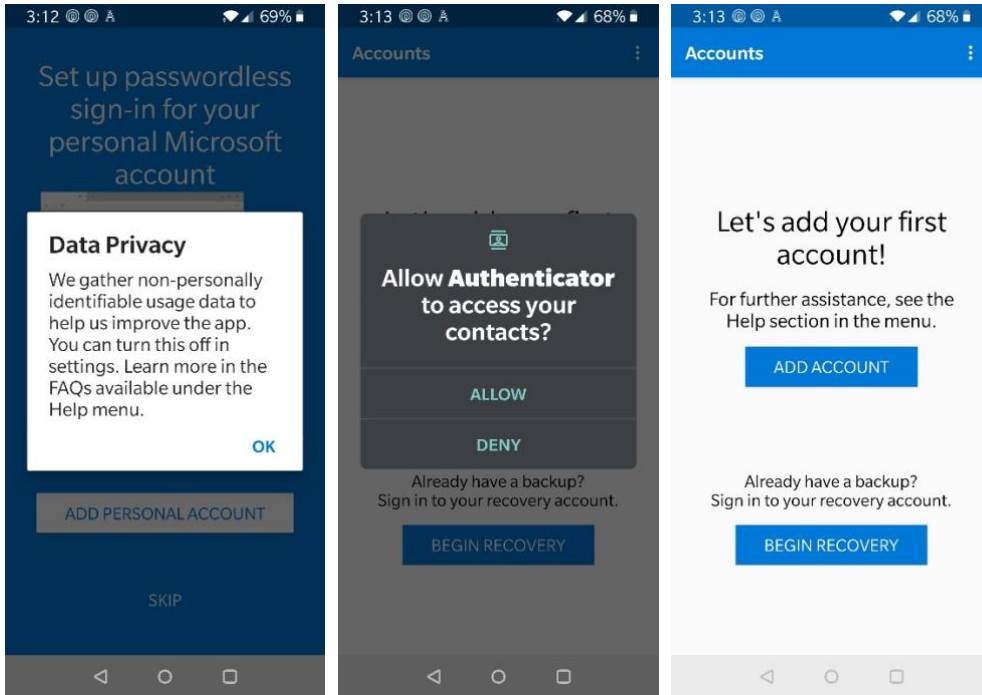 3:12 69%
Set up passwordless
sign-in for your
personal Microsoft
account
Data Privacy
We gather non-personally
identifiable usage data to
help us improve the app.
You can turn this off in
settings. Learn more in the
FAQs available under the
Help menu.
OK
ADD PERSONAL ACCOUNT
SKIP
3:13 68%
Accounts
Allow Authenticator
to access your
contacts?
ALLOW
DENY
Already have a backup?
Sign in to your recovery account.
BEGIN RECOVERY
3:13 68%
Accounts
Let's add your first
account!
For further assistance, see the
Help section in the menu.
ADD ACCOUNT
Already have a backup?
Sign in to your recovery account.
BEGIN RECOVERY